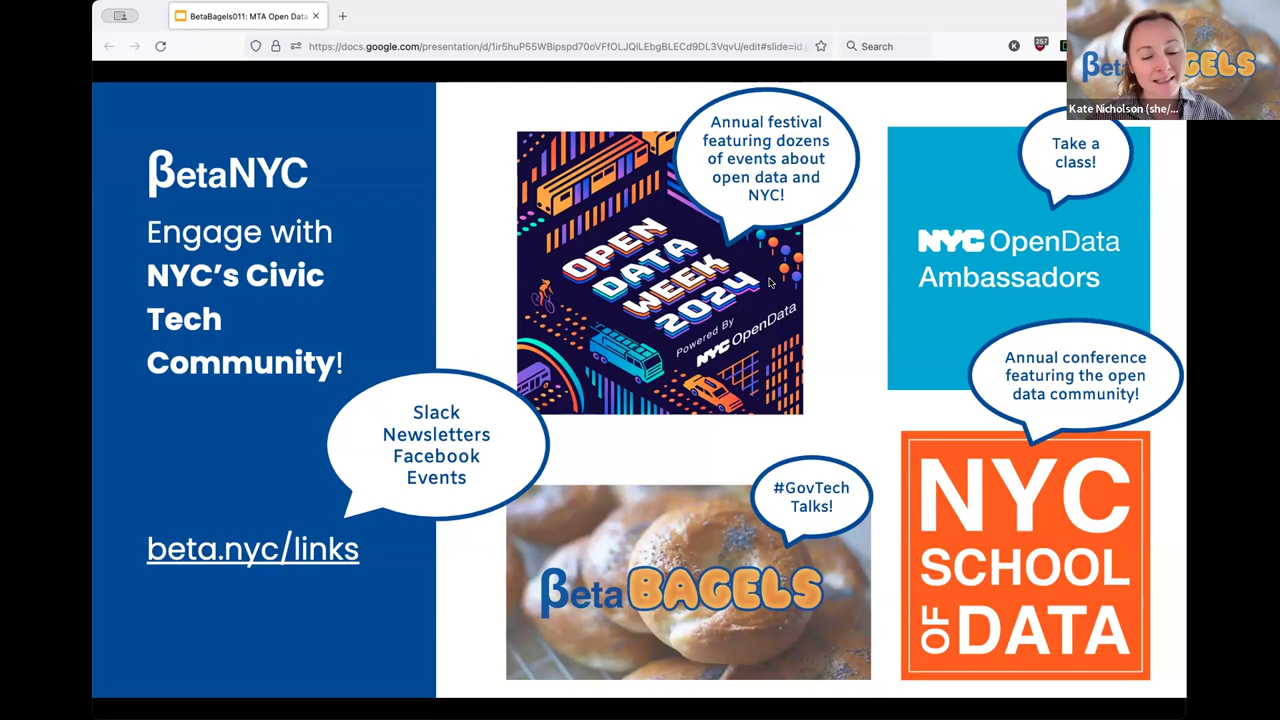 BetaBagels011: MTA Open Data
https://docs.google.com/presentation/d/1ir5huP55WBipspd70oVFfOLJQlLEbgBLECd9DL3VqvU/edit#slide=id.
Search
K
257
βetaNYC
Engage with
NYC’s Civic
Tech
Community!
Slack
Newsletters
Facebook
Events
beta.nyc/links
Annual festival
featuring dozens
of events about
open data and
NYC!
OPEN
DATA
WEEK
2024
Powered By
NYC OpenData
Take a
class!
NYC OpenData
Ambassadors
#GovTech
Talks!
βetaBAGELS
Annual conference
featuring the open
data community!
NYC
SCHOOL
OF DATA
GELS
Kate Nicholson (she/...